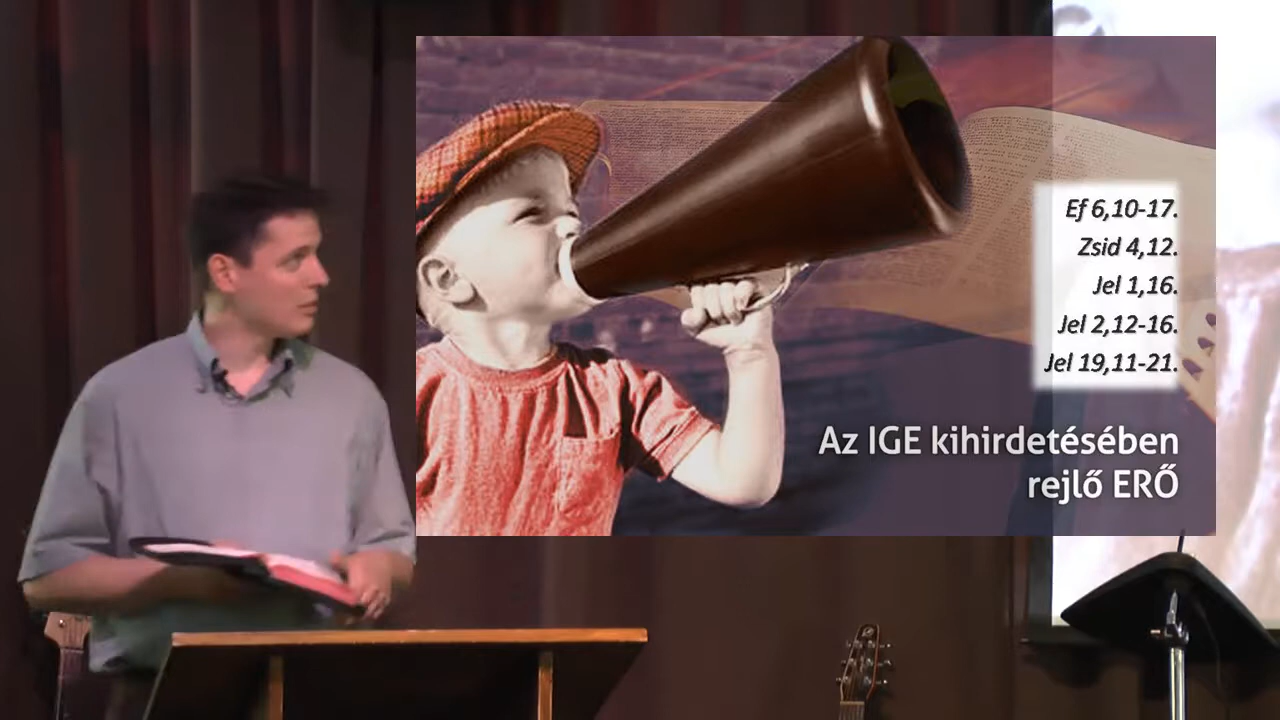 Ef 6,10-17.
Zsid 4,12.
Jel 1,16.
Jel 2,12-16.
Jel 19,11-21.
Az IGE kihirdetésében
rejlő ERŐ